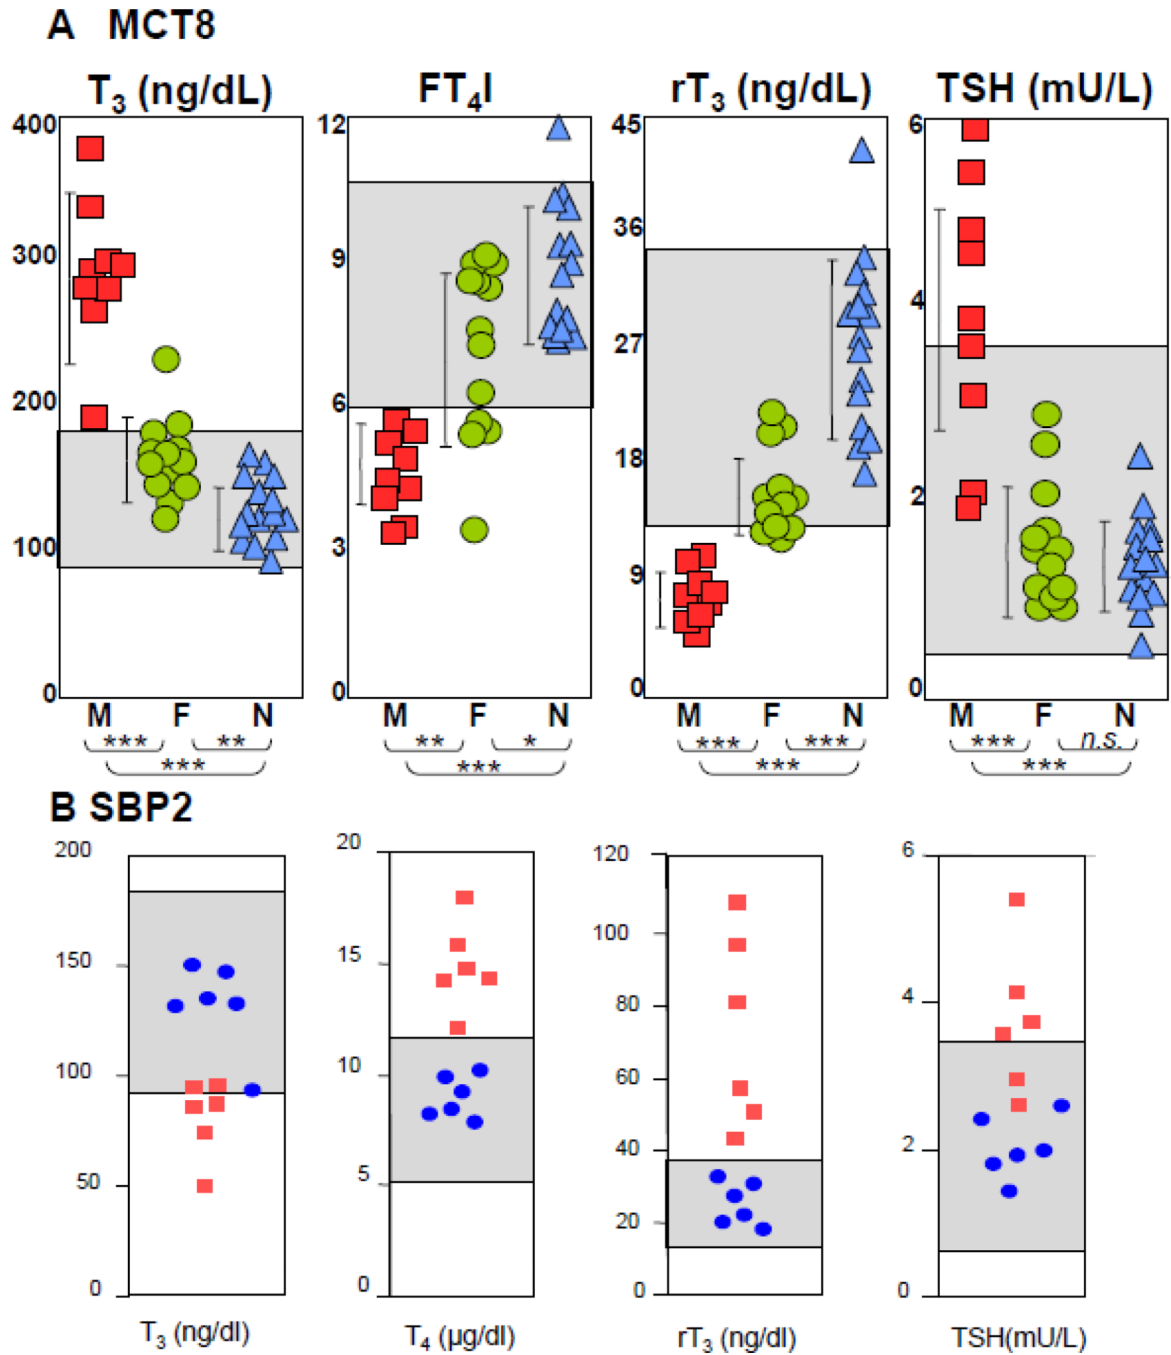 A MCT8
T3 (ng/dL) FT4I rT3 (ng/dL) TSH (mU/L)
400 12 45 6
300 9 36 4
200 6 27 2
100 3 18 0
0 0 9
0
M F N M F N M F N M F N
*** ** ** * *** *** *** n.s.
*** *** *** ***
B SBP2
200 20 120 6
150 15 100 4
100 10 80 2
50 5 60 0
0 0 40
20
0
T3 (ng/dl) T4 (µg/dl) rT3 (ng/dl) TSH(mU/L)